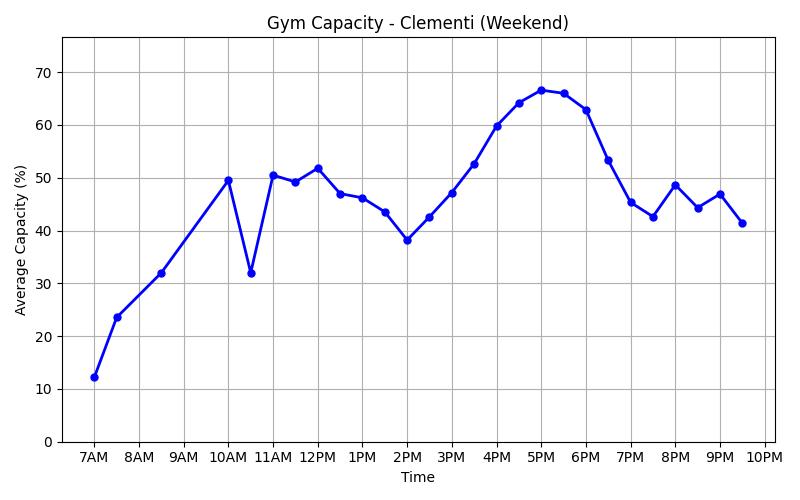 Gym Capacity - Clementi (Weekend)
Average Capacity (%)
70
60
50
40
30
20
10
0
7AM 8AM 9AM 10AM 11AM 12PM 1PM 2PM 3PM 4PM 5PM 6PM 7PM 8PM 9PM 10PM
Time